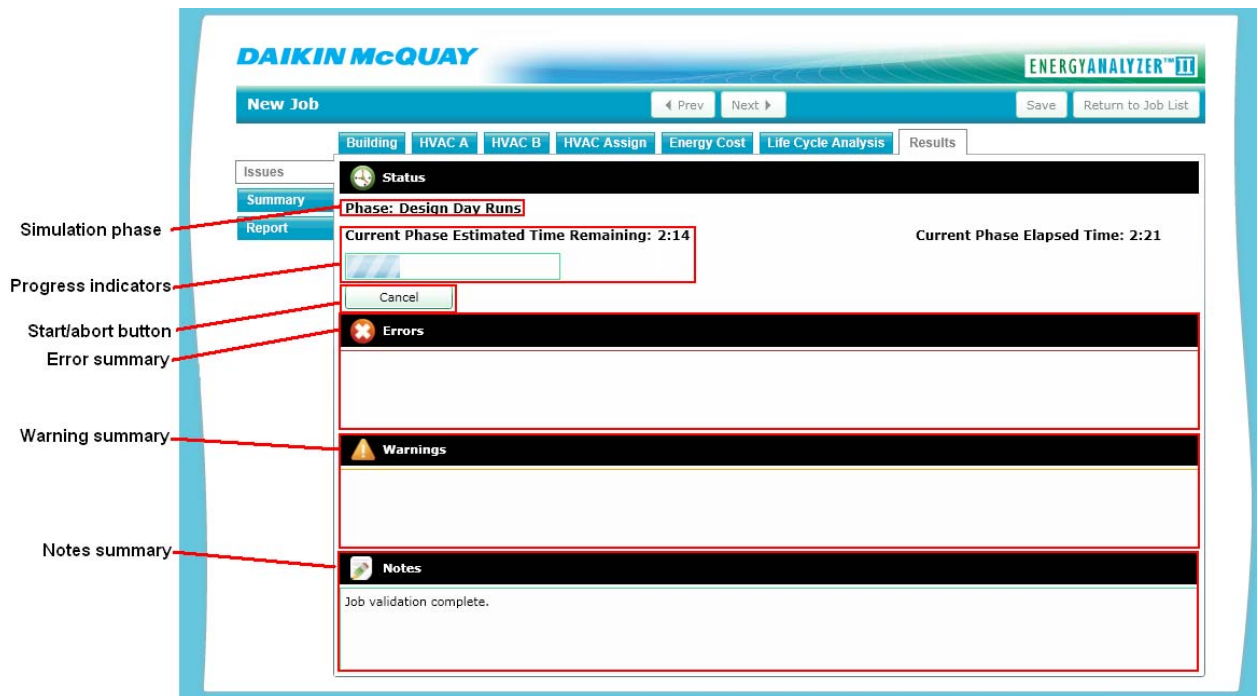 DAIKIN McQUAY
ENERGYANALYZER™ II
New Job
Prev Next
Save Return to Job List
Building HVAC A HVAC B HVAC Assign Energy Cost Life Cycle Analysis Results
Issues
Summary
Report
Status
Simulation phase
Phase: Design Day Runs
Current Phase Estimated Time Remaining: 2:14
Current Phase Elapsed Time: 2:21
Progress indicators
Cancel
Start/abort button
Errors
Error summary
Warning summary
Warnings
Notes summary
Notes
Job validation complete.